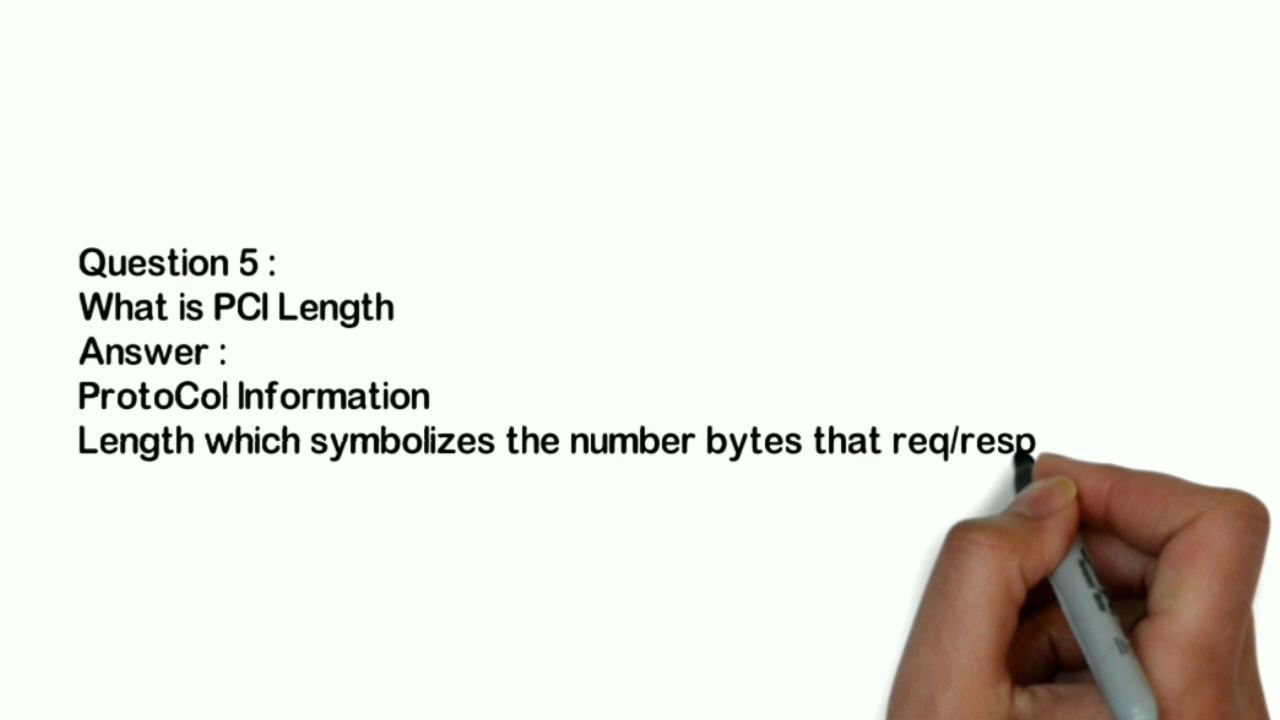 Question 5 :
What is PCI Length
Answer :
ProtoCol Information
Length which symbolizes the number bytes that req/resp